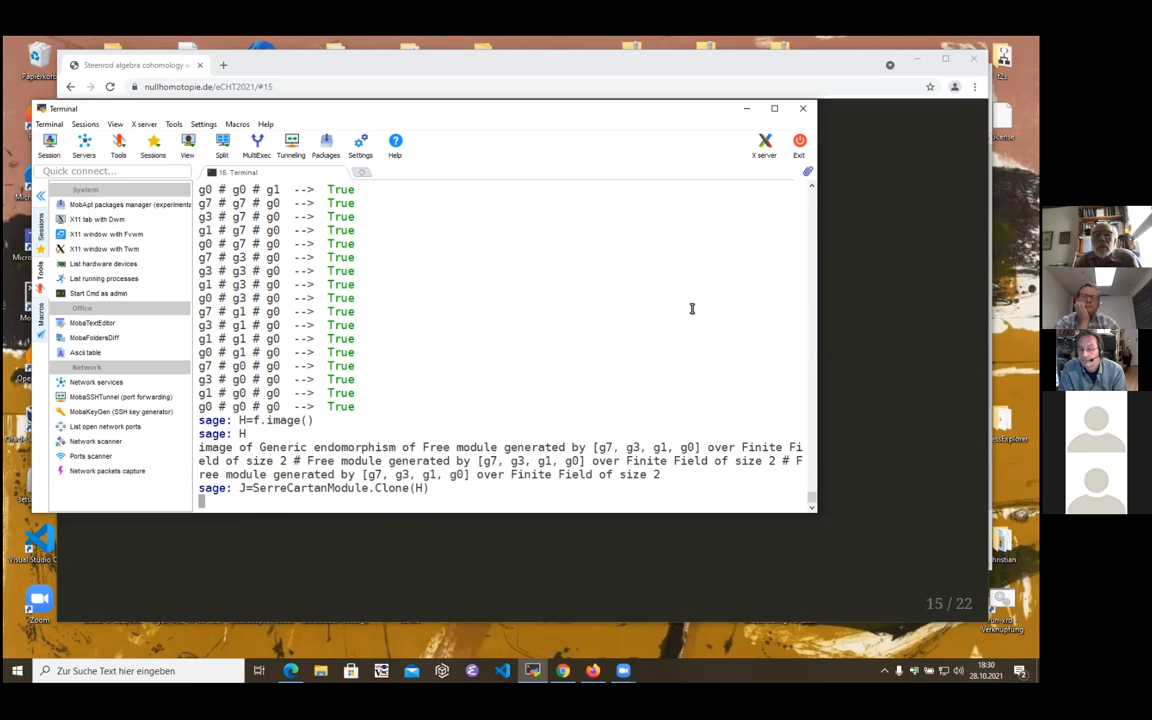 Papierkorb
Steenrod algebra cohomology w
nullhomotopie.de/eCHT2021/#15
Terminal
Terminal Sessions View X server Tools Settings Macros Help
Session Servers Tools Sessions View Split MultiExec Tunneling Packages Settings Help X server Exit
Quick connect...
15. Terminal
Sessions
Tools
Macros
System
MobApt packages manager (experimenta
X11 tab with Dwm
X11 window with Fvwm
X11 window with Twm
List hardware devices
List running processes
Start Cmd as admin
Office
MobaTextEditor
MobaFoldersDiff
Ascii table
Network
Network services
MobaSSHTunnel (port forwarding)
MobaKeyGen (SSH key generator)
List open network ports
Network scanner
Ports scanner
Network packets capture
g0 # g0 # g1 --> True
g7 # g7 # g0 --> True
g3 # g7 # g0 --> True
g1 # g7 # g0 --> True
g0 # g7 # g0 --> True
g7 # g3 # g0 --> True
g3 # g3 # g0 --> True
g1 # g3 # g0 --> True
g0 # g3 # g0 --> True
g7 # g1 # g0 --> True
g3 # g1 # g0 --> True
g1 # g1 # g0 --> True
g0 # g1 # g0 --> True
g7 # g0 # g0 --> True
g3 # g0 # g0 --> True
g1 # g0 # g0 --> True
g0 # g0 # g0 --> True
sage: H=f.image()
sage: H
image of Generic endomorphism of Free module generated by [g7, g3, g1, g0] over Finite Fi
eld of size 2 # Free module generated by [g7, g3, g1, g0] over Finite Field of size 2 # F
ree module generated by [g7, g3, g1, g0] over Finite Field of size 2
sage: J=SerreCartanModule.Clone(H)
15 / 22
t2s
Zoom
Verknüpfung
Zur Suche Text hier eingeben
18:30
28.10.2021